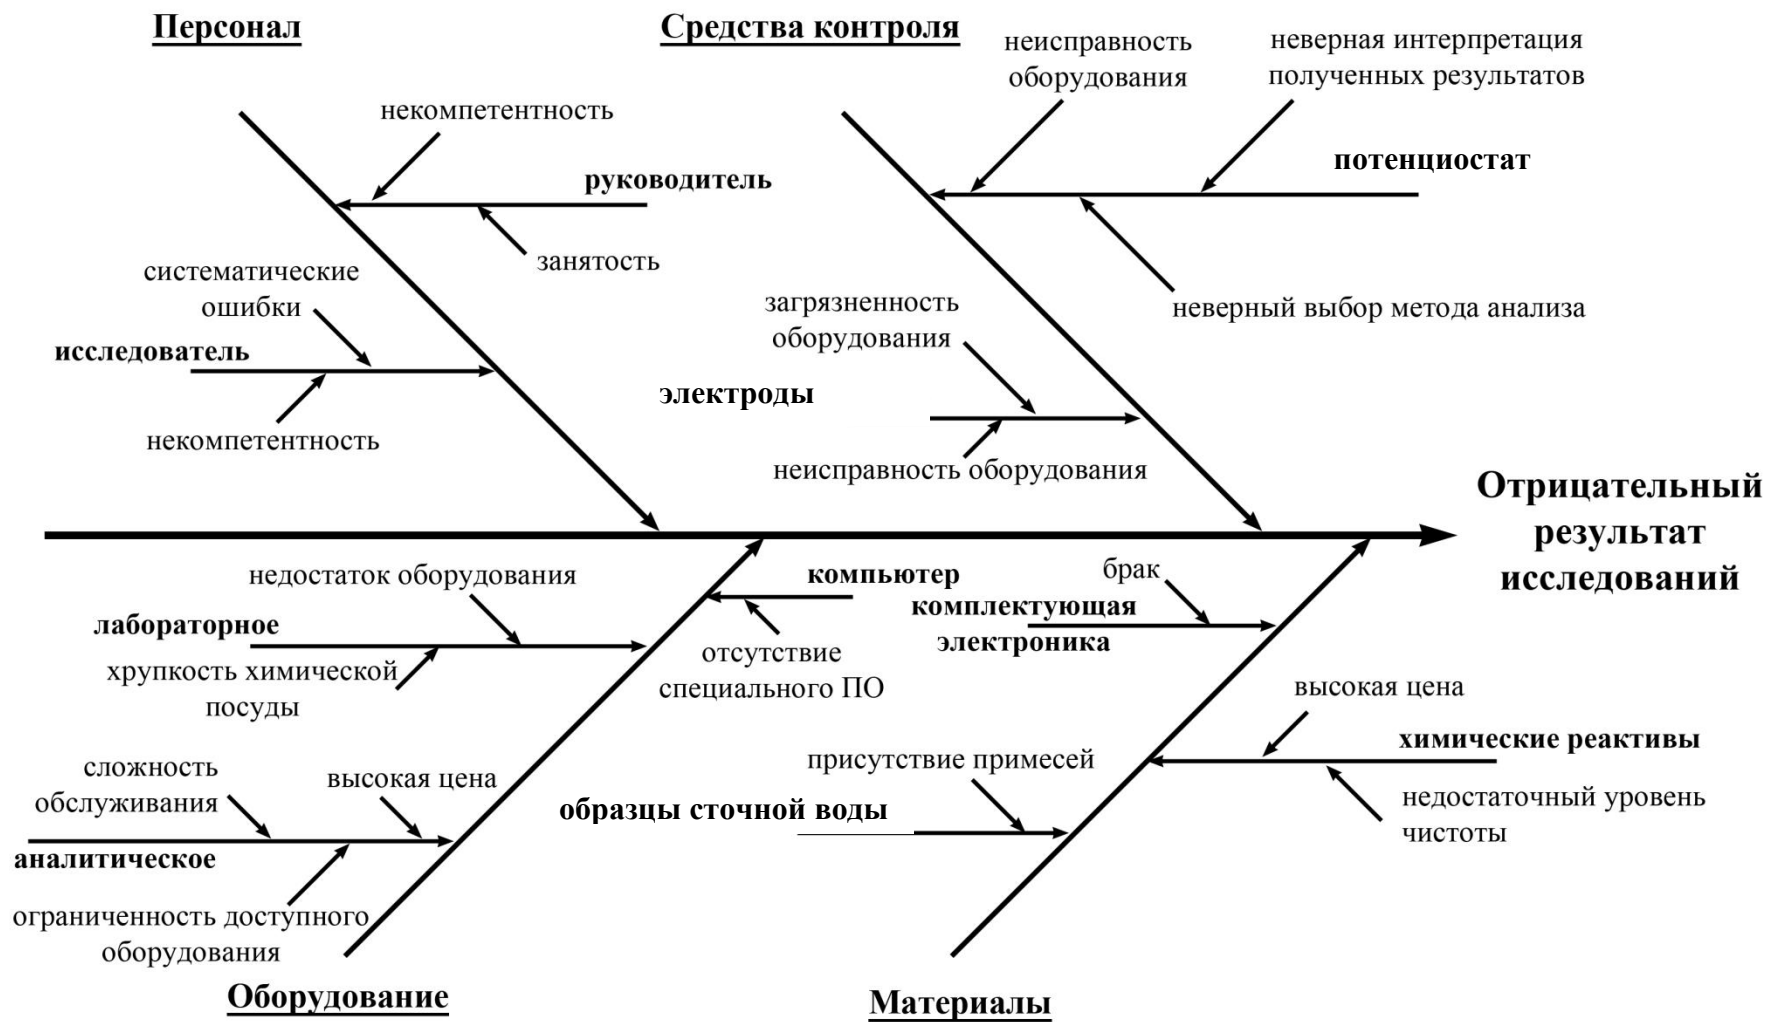 Персонал
Средства контроля
неисправность
оборудования
неверная интерпретация
полученных результатов
некомпетентность
руководитель
потенциостат
занятость
систематические
ошибки
исследователь
некомпетентность
загрязненность
оборудования
неверный выбор метода анализа
электроды
неисправность оборудования
Отрицательный
результат
исследований
недостаток оборудования
лабораторное
хрупкость химической
посуды
компьютер
отсутствие
специального ПО
брак
комплектующая
электроника
высокая цена
химические реактивы
недостаточный уровень
чистоты
присутствие примесей
образцы сточной воды
сложность
обслуживания
высокая цена
аналитическое
ограниченность доступного
оборудования
Оборудование
Материалы